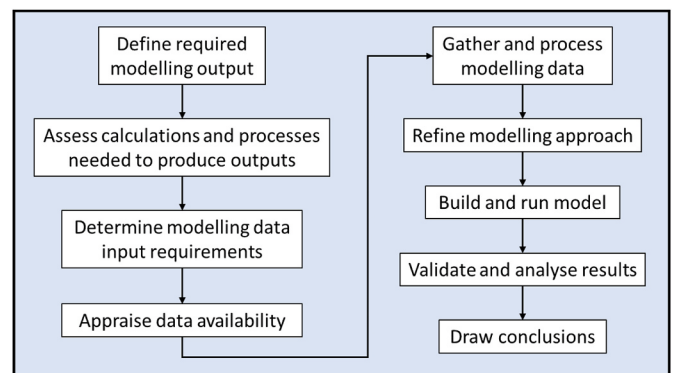 Define required
modelling output
Assess calculations and processes
needed to produce outputs
Determine modelling data
input requirements
Appraise data availability
Gather and process
modelling data
Refine modelling approach
Build and run model
Validate and analyse results
Draw conclusions